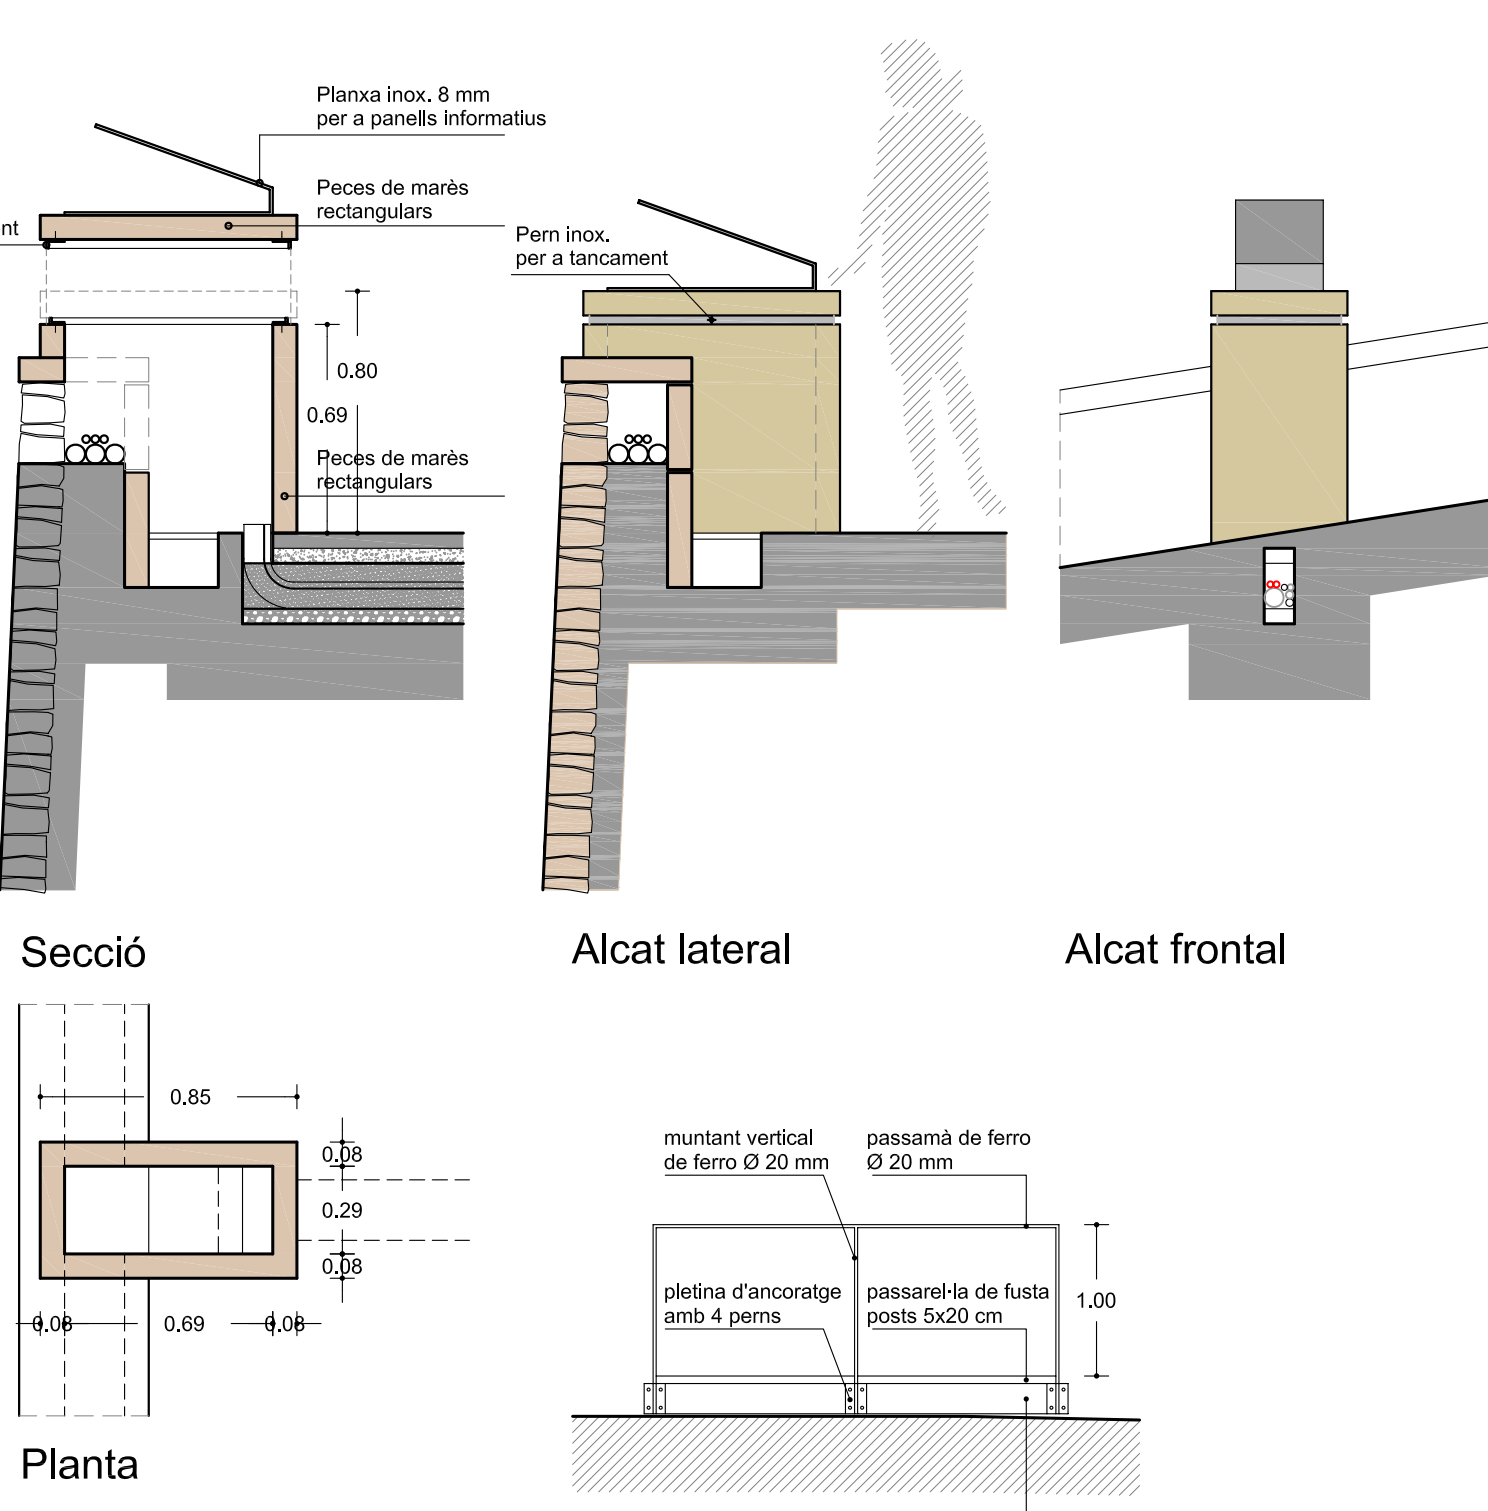 Planxa inox. 8 mm
per a panells informatius
Peces de marès
rectangulars
Pern inox.
per a tancament
0.80
0.69
Peces de marès
rectangulars
Secció
Alcat lateral
Alcat frontal
0.85
0.08
0.29
0.08
0.08
0.69
0.08
Planta
muntant vertical
de ferro Ø 20 mm
passamà de ferro
Ø 20 mm
pletina d'ancoratge
amb 4 perns
passarel·la de fusta
posts 5x20 cm
1.00